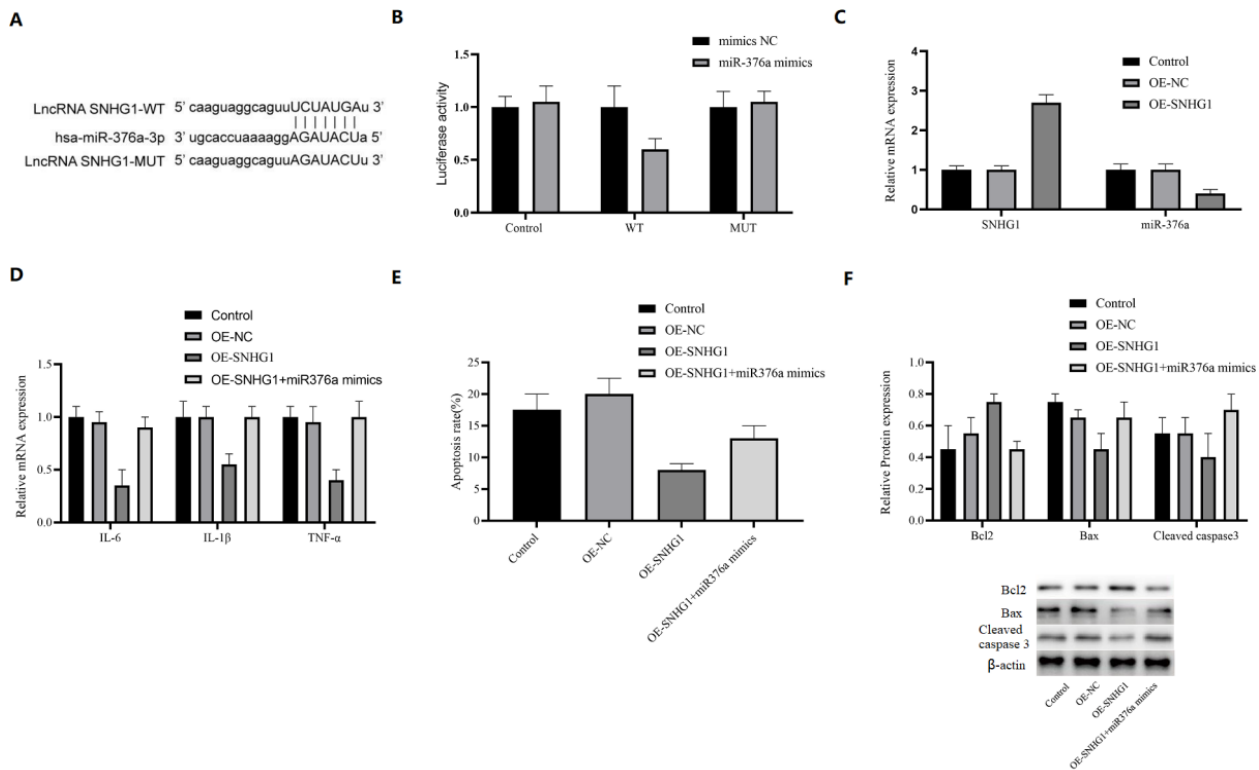 A
LncRNA SNHG1-WT 5' caaguaggcaguuUCUAUGAu 3'
hsa-miR-376a-3p 3' ugcaccuaaaaggAGAUACUa 5'
LncRNA SNHG1-MUT 5' caaguaggcaguuAGAUACUu 3'
B
mimics NC
miR-376a mimics
Luciferase activity
1.5
1.0
0.5
0.0
Control WT MUT
C
Control
OE-NC
OE-SNHG1
Relative mRNA expression
4
3
2
1
0
SNHG1 miR-376a
D
Control
OE-NC
OE-SNHG1
OE-SNHG1+miR376a mimics
Relative mRNA expression
1.5
1.0
0.5
0.0
IL-6 IL-1β TNF-α
E
Control
OE-NC
OE-SNHG1
OE-SNHG1+miR376a mimics
Apoptosis rate(%)
25
20
15
10
5
0
Control
OE-NC
OE-SNHG1
OE-SNHG1+miR376a mimics
F
Control
OE-NC
OE-SNHG1
OE-SNHG1+miR376a mimics
Relative Protein expression
1.0
0.8
0.6
0.4
0.2
0.0
Bcl2 Bax Cleaved caspase3
Bcl2
Bax
Cleaved
caspase 3
β-actin
Control
OE-NC
OE-SNHG1
OE-SNHG1+miR376a mimics